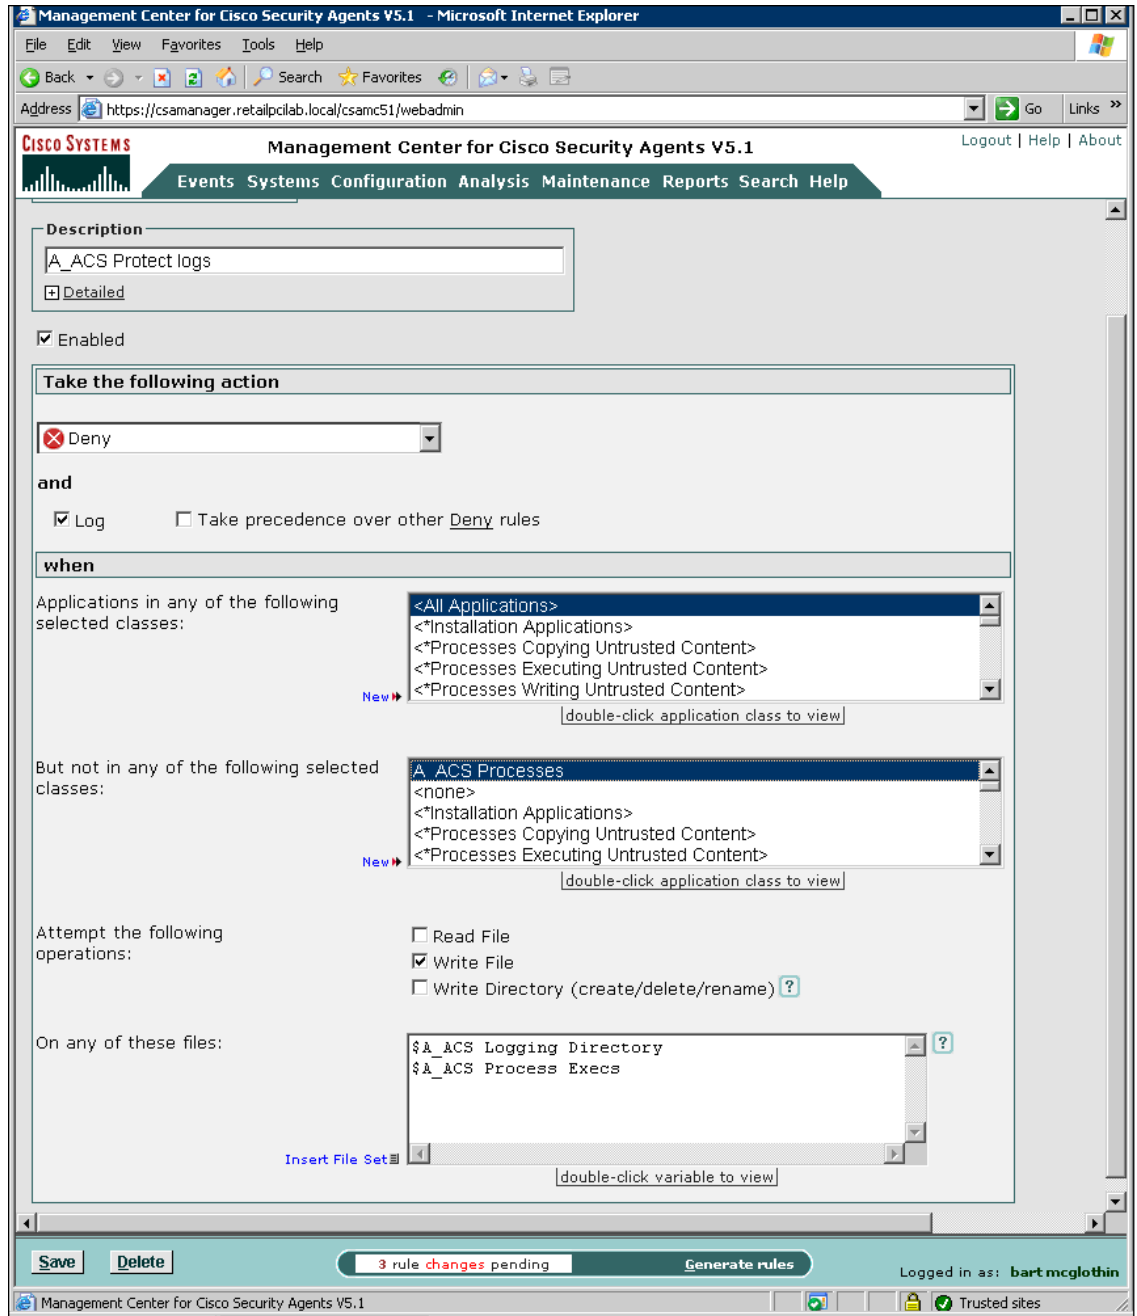 Management Center for Cisco Security Agents V5.1 - Microsoft Internet Explorer
File Edit View Favorites Tools Help
Back Search Favorites
Address https://csamanager.retailpcilab.local/csamc51/webadmin Go Links »
CISCO SYSTEMS
Management Center for Cisco Security Agents V5.1
Logout | Help | About
Events Systems Configuration Analysis Maintenance Reports Search Help
Description
A_ACS Protect logs
Detailed
Enabled
Take the following action
Deny
and
Log Take precedence over other Deny rules
when
Applications in any of the following
selected classes:
<All Applications>
<*Installation Applications>
<*Processes Copying Untrusted Content>
<*Processes Executing Untrusted Content>
<*Processes Writing Untrusted Content>
New
double-click application class to view
But not in any of the following selected
classes:
A_ACS Processes
<none>
<*Installation Applications>
<*Processes Copying Untrusted Content>
<*Processes Executing Untrusted Content>
New
double-click application class to view
Attempt the following
operations:
Read File
Write File
Write Directory (create/delete/rename) ?
On any of these files:
$A_ACS Logging Directory
$A_ACS Process Execs
?
Insert File Set
double-click variable to view
Save Delete 3 rule changes pending Generate rules
Logged in as: bart mcglothin
Management Center for Cisco Security Agents V5.1 Trusted sites